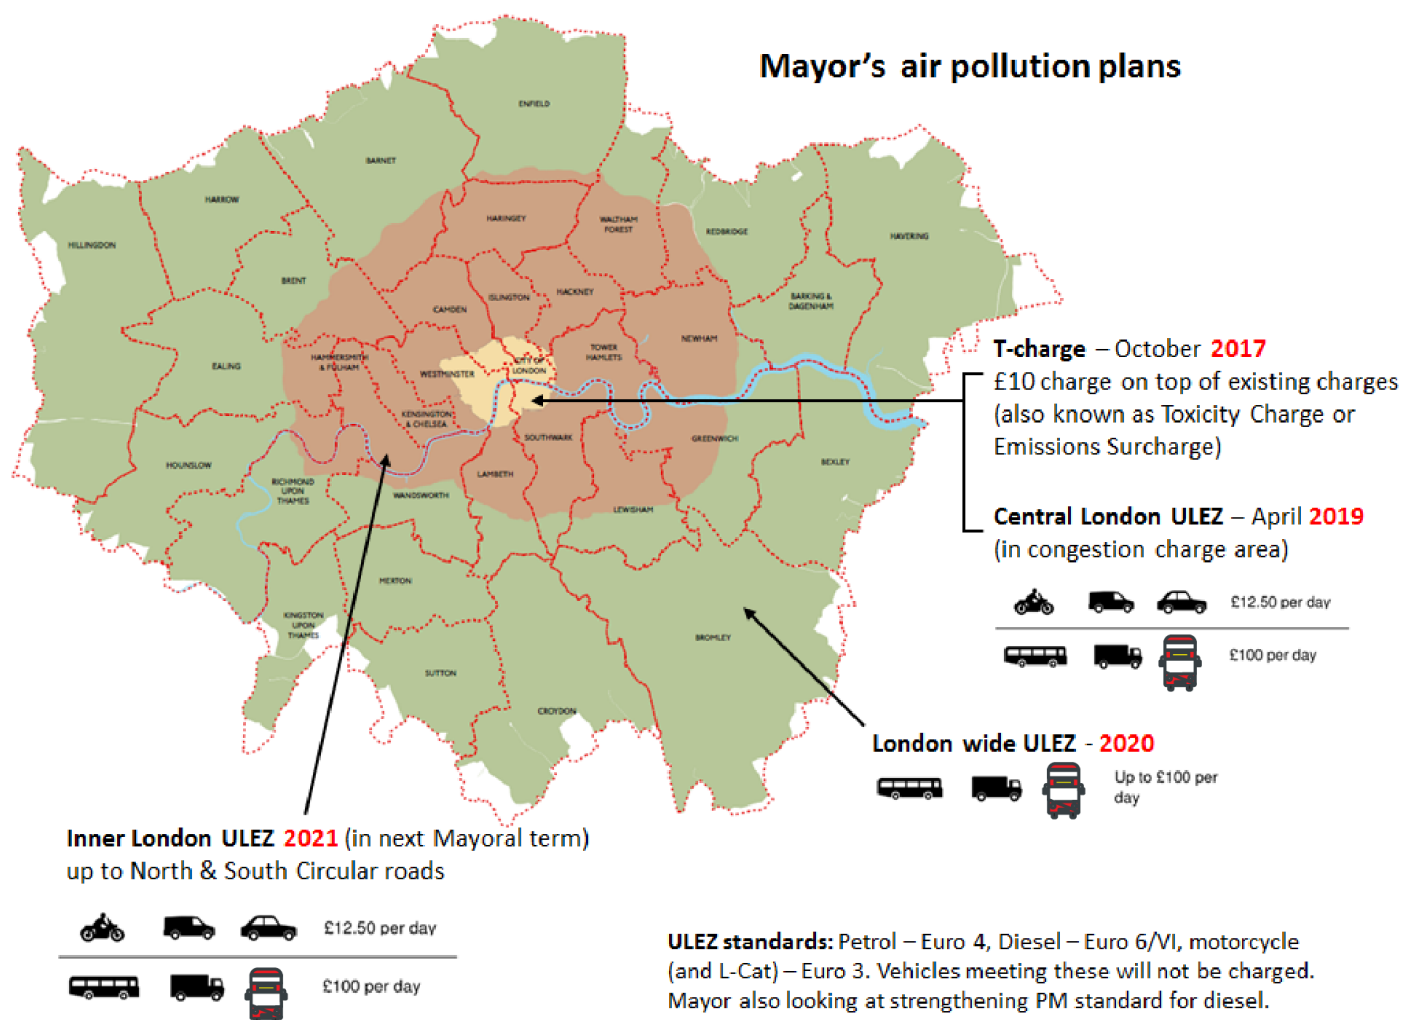 Mayor's air pollution plans
ENFIELD
BARNET
HARROW
HILLINGDON
HARINGEY
WALTHAM
FOREST
REDBRIDGE
HAVERING
BRENT
CAMDEN
ISLINGTON
HACKNEY
BARKING &
DAGENHAM
EALING
HAMMERSMITH
& FULHAM
WESTMINSTER
CITY OF
LONDON
TOWER
HAMLETS
NEWHAM
KENSINGTON
& CHELSEA
SOUTHWARK
GREENWICH
BEXLEY
HOUNSLOW
RICHMOND
UPON
THAMES
WANDSWORTH
LAMBETH
LEWISHAM
MERTON
KINGSTON
UPON
THAMES
SUTTON
CROYDON
BROMLEY
T-charge – October 2017
£10 charge on top of existing charges
(also known as Toxicity Charge or
Emissions Surcharge)
Central London ULEZ – April 2019
(in congestion charge area)
£12.50 per day
£100 per day
London wide ULEZ - 2020
Up to £100 per
day
Inner London ULEZ 2021 (in next Mayoral term)
up to North & South Circular roads
£12.50 per day
£100 per day
ULEZ standards: Petrol – Euro 4, Diesel – Euro 6/VI, motorcycle
(and L-Cat) – Euro 3. Vehicles meeting these will not be charged.
Mayor also looking at strengthening PM standard for diesel.